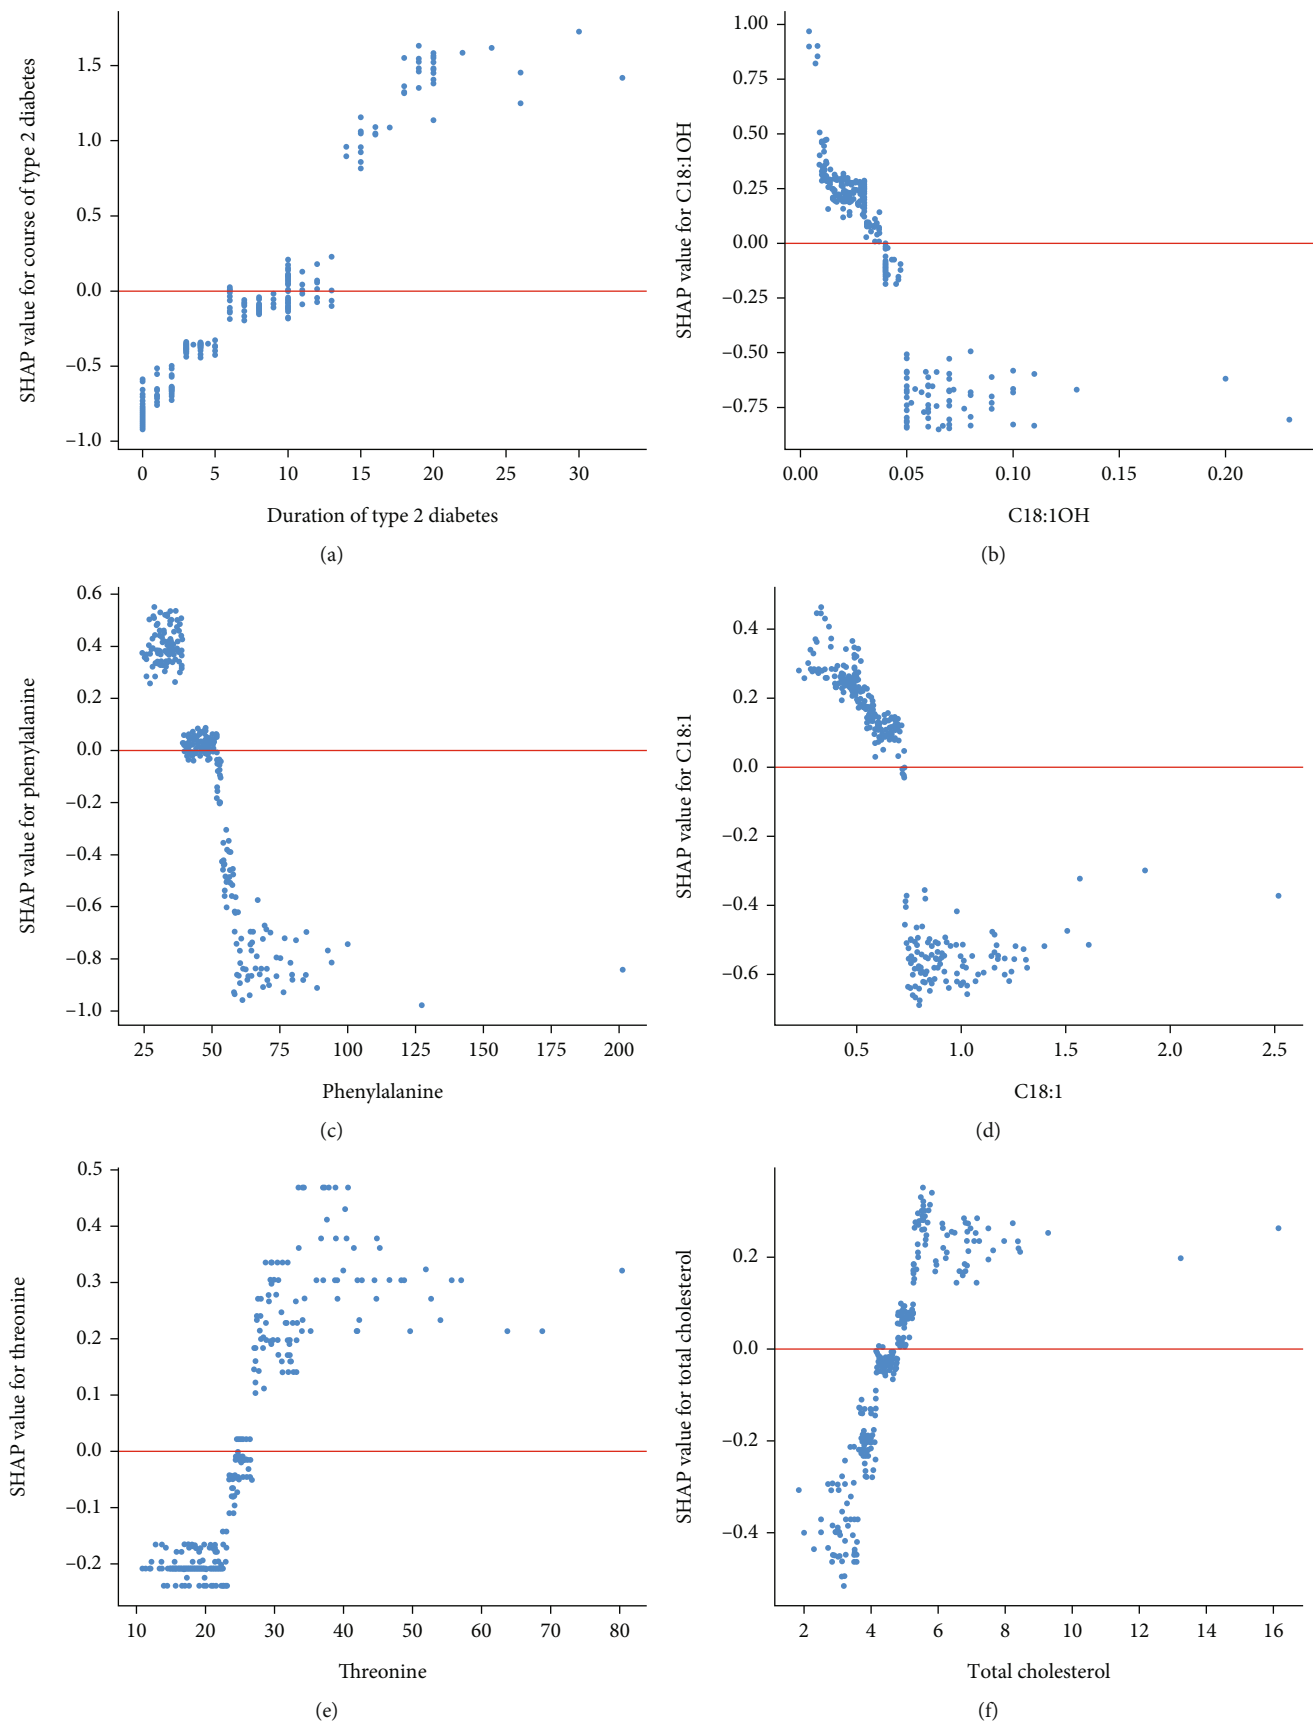 SHAP value for course of type 2 diabetes
1.5
1.0
0.5
0.0
−0.5
−1.0
0 5 10 15 20 25 30
Duration of type 2 diabetes
(a)
SHAP value for C18:1OH
1.00
0.75
0.50
0.25
0.00
−0.25
−0.50
−0.75
0.00 0.05 0.10 0.15 0.20
C18:1OH
(b)
SHAP value for phenylalanine
0.6
0.4
0.2
0.0
−0.2
−0.4
−0.6
−0.8
−1.0
25 50 75 100 125 150 175 200
Phenylalanine
(c)
SHAP value for C18:1
0.4
0.2
0.0
−0.2
−0.4
−0.6
0.5 1.0 1.5 2.0 2.5
C18:1
(d)
SHAP value for threonine
0.5
0.4
0.3
0.2
0.1
0.0
−0.1
−0.2
10 20 30 40 50 60 70 80
Threonine
(e)
SHAP value for total cholesterol
0.2
0.0
−0.2
−0.4
2 4 6 8 10 12 14 16
Total cholesterol
(f)